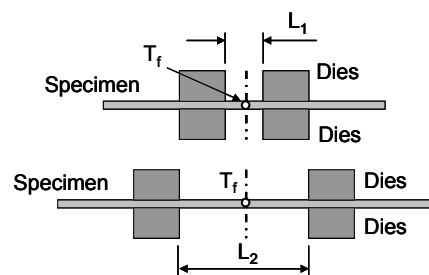 L1
Tf
Dies
Specimen
Dies
Specimen
Tf
Dies
Dies
L2